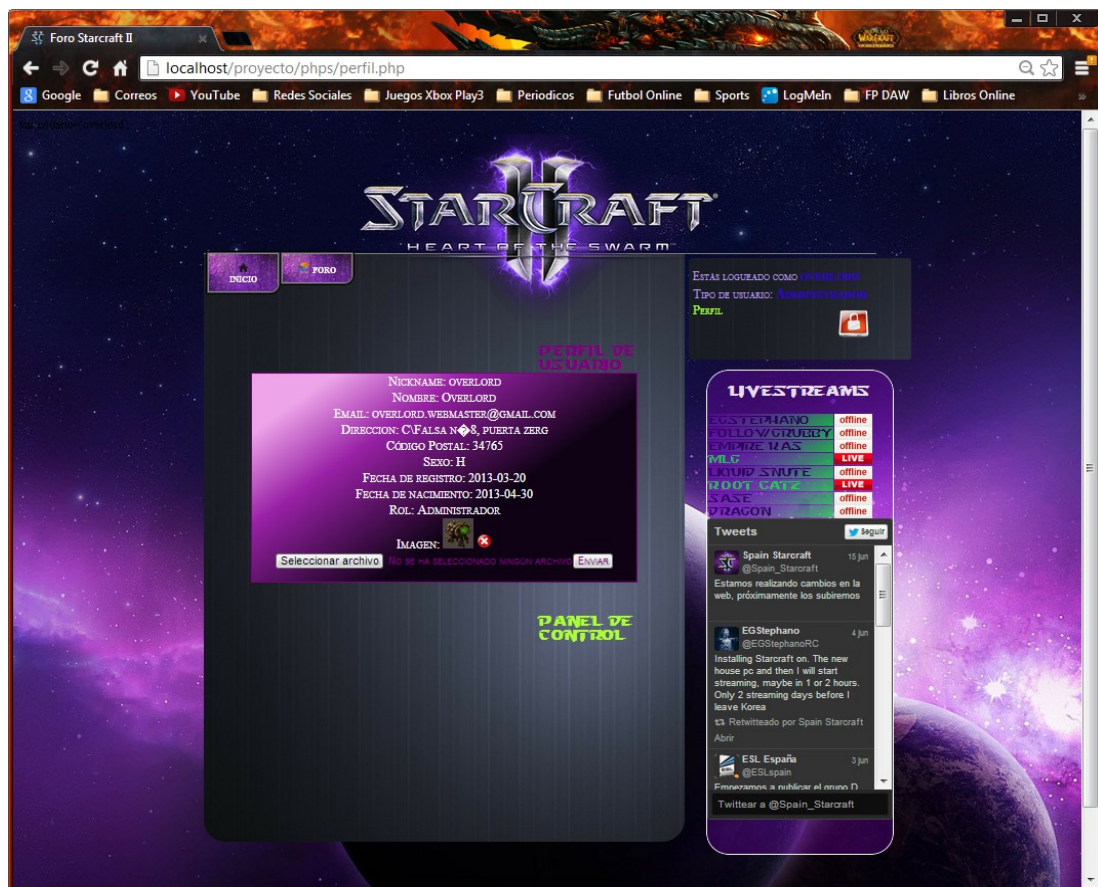 Foro Starcraft II
localhost/proyecto/phps/perfil.php
Google Correos YouTube Redes Sociales Juegos Xbox Play3 Periodicos Futbol Online Sports LogMeIn FP DAW Libros Online
STARCRAFT
II
HEART OF THE SWARM
INICIO
FORO
Estás logueado como overlord
Tipo de usuario: Administrador
Perfil
PERFIL DE
USUARIO
Nickname: overlord
Nombre: Overlord
Email: overlord.webmaster@gmail.com
Direccion: C\Falsa n�8, puerta zerg
Código Postal: 34765
Sexo: H
Fecha de registro: 2013-03-20
Fecha de nacimiento: 2013-04-30
Rol: Administrador
Imagen:
Seleccionar archivo No se ha seleccionado ningún archivo Enviar
PANEL DE
CONTROL
LIVESTREAMS
EGSTEPHANO offline
FOLLOWGRUBBY offline
EMPIRE KAS offline
MLG LIVE
LIQUID SNUTE offline
ROOT CATZ LIVE
SASE offline
DRAGON offline
Tweets Seguir
Spain Starcraft 15 jun
@Spain_Starcraft
Estamos realizando cambios en la
web, próximamente los subiremos
EGStephano 4 jun
@EGStephanoRC
Installing Starcraft on. The new
house pc and then I will start
streaming, maybe in 1 or 2 hours.
Only 2 streaming days before I
leave Korea
Retwitteado por Spain Starcraft
Abrir
ESL España 3 jun
@ESLspain
Empezamos a publicar el grupo D
Twittear a @Spain_Starcraft